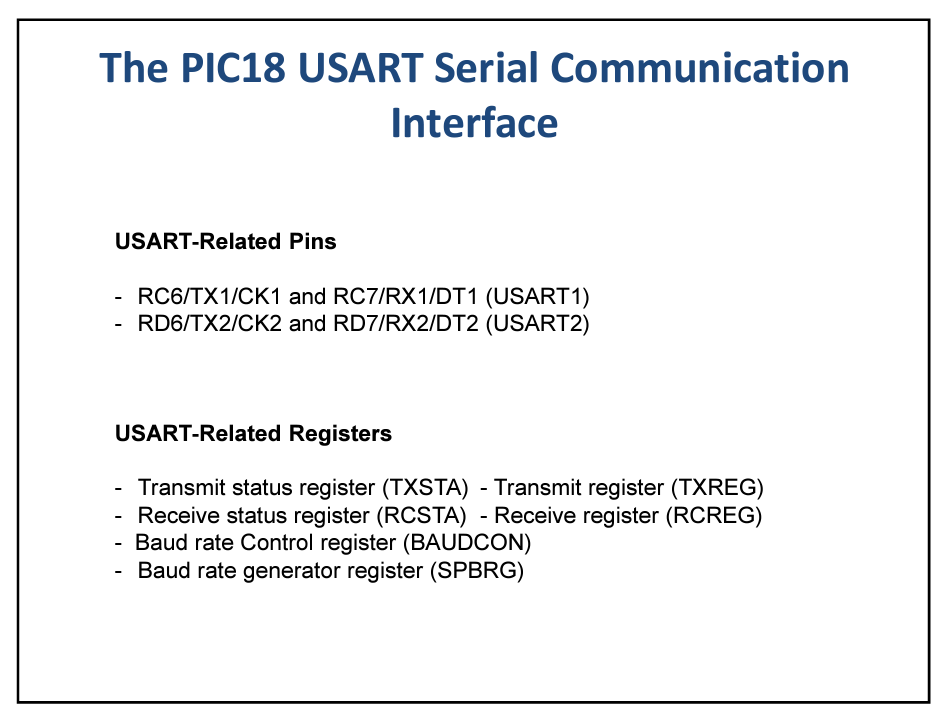 The PIC18 USART Serial Communication
Interface
USART-Related Pins
- RC6/TX1/CK1 and RC7/RX1/DT1 (USART1)
- RD6/TX2/CK2 and RD7/RX2/DT2 (USART2)
USART-Related Registers
- Transmit status register (TXSTA) - Transmit register (TXREG)
- Receive status register (RCSTA) - Receive register (RCREG)
- Baud rate Control register (BAUDCON)
- Baud rate generator register (SPBRG)